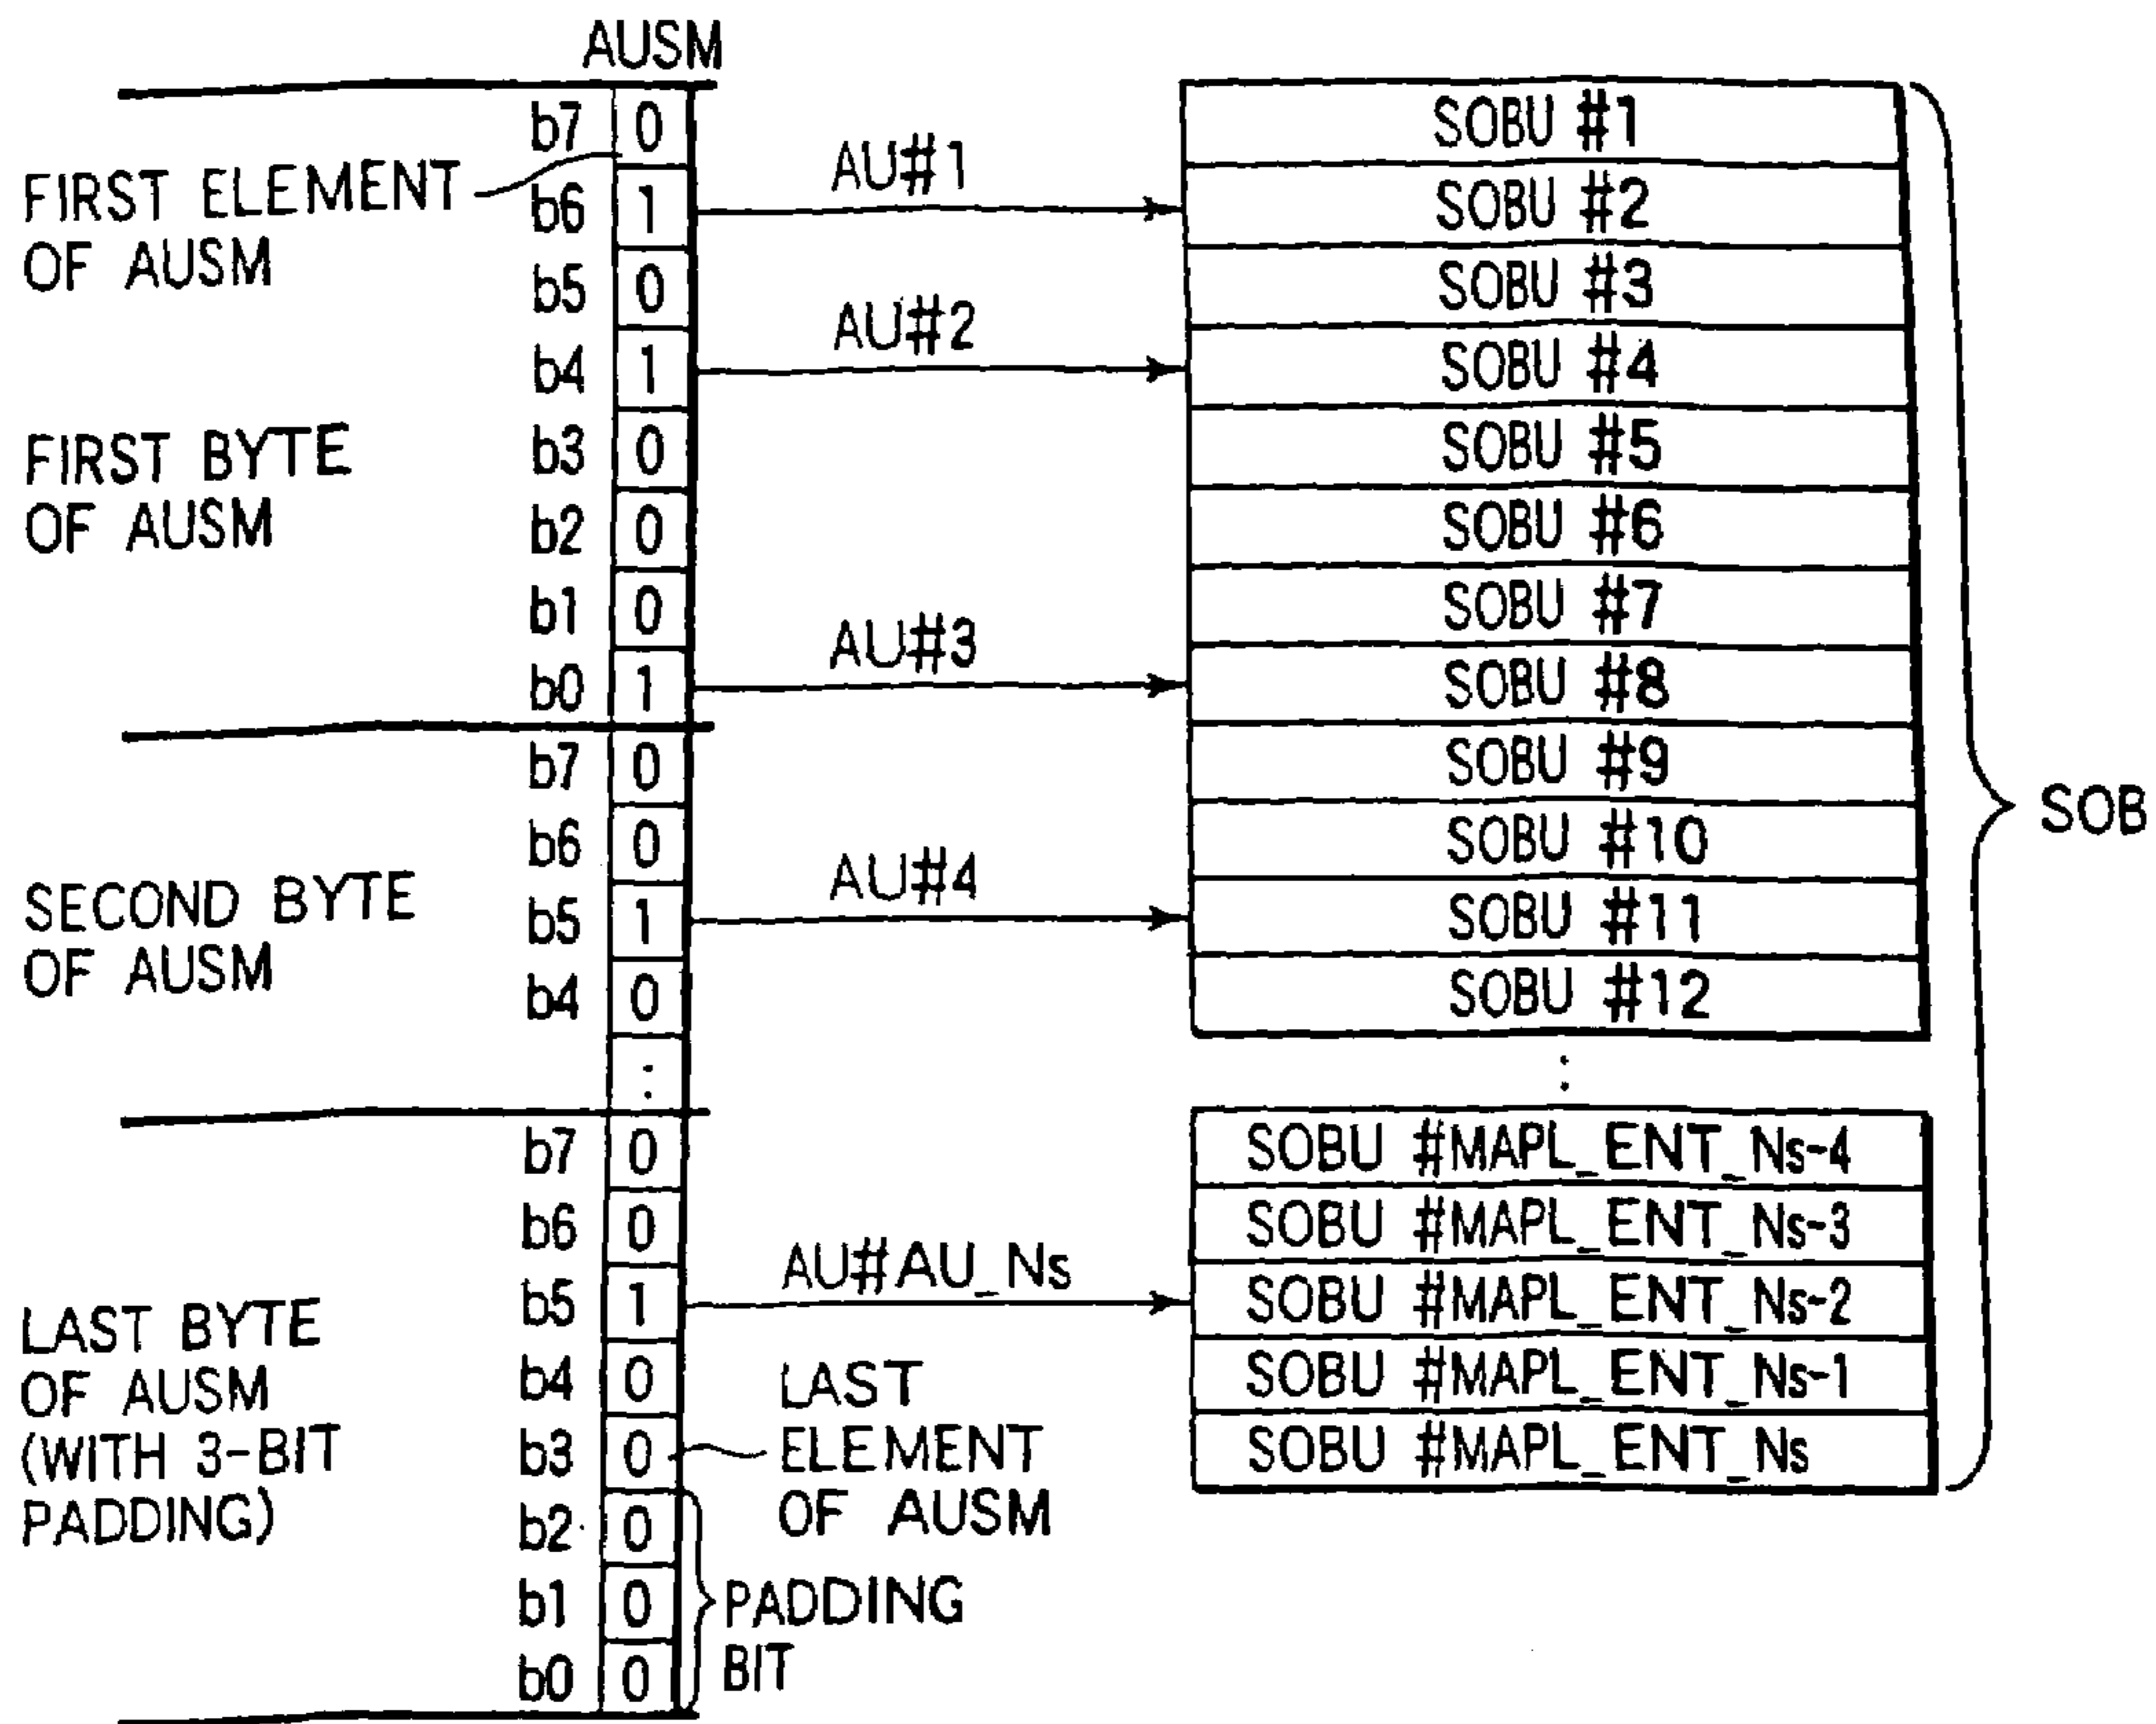 AUSM
b7 0 SOBU #1
FIRST ELEMENT b6 1 AU#1 SOBU #2
OF AUSM b5 0 SOBU #3
b4 1 AU#2 SOBU #4
FIRST BYTE b3 0 SOBU #5
OF AUSM b2 0 SOBU #6
b1 0 SOBU #7
b0 1 AU#3 SOBU #8
b7 0 SOBU #9
b6 0 SOBU #10
SOB
SECOND BYTE b5 1 AU#4 SOBU #11
OF AUSM b4 0 SOBU #12
: :
b7 0 SOBU #MAPL_ENT_Ns-4
b6 0 SOBU #MAPL_ENT_Ns-3
b5 1 AU#AU_Ns SOBU #MAPL_ENT_Ns-2
LAST BYTE
OF AUSM b4 0 LAST SOBU #MAPL_ENT_Ns-1
(WITH 3-BIT b3 0 ELEMENT SOBU #MAPL_ENT_Ns
PADDING) b2 0 OF AUSM
b1 0 PADDING
b0 0 BIT